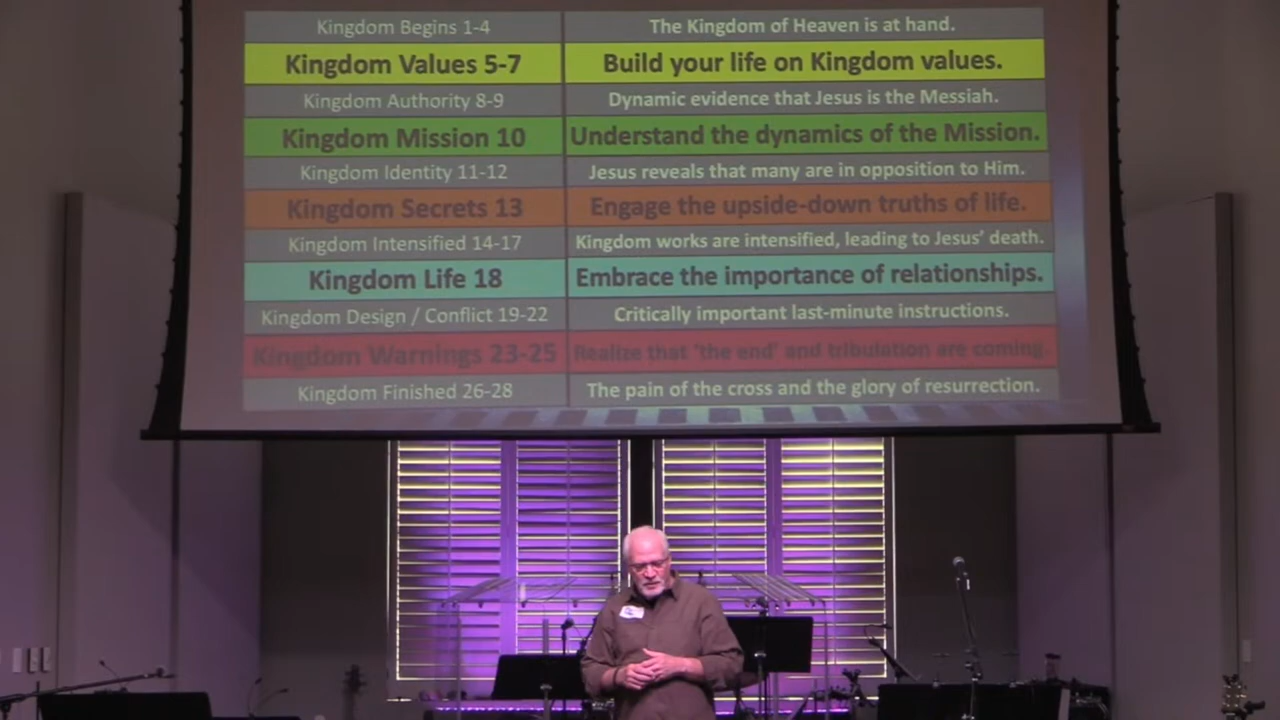 Kingdom Begins 1-4 The Kingdom of Heaven is at hand.
Kingdom Values 5-7 Build your life on Kingdom values.
Kingdom Authority 8-9 Dynamic evidence that Jesus is the Messiah.
Kingdom Mission 10 Understand the dynamics of the Mission.
Kingdom Identity 11-12 Jesus reveals that many are in opposition to Him.
Kingdom Secrets 13 Engage the upside-down truths of life.
Kingdom Intensified 14-17 Kingdom works are intensified, leading to Jesus’ death.
Kingdom Life 18 Embrace the importance of relationships.
Kingdom Design / Conflict 19-22 Critically important last-minute instructions.
Kingdom Warnings 23-25 Realize that ‘the end’ and tribulation are coming.
Kingdom Finished 26-28 The pain of the cross and the glory of resurrection.